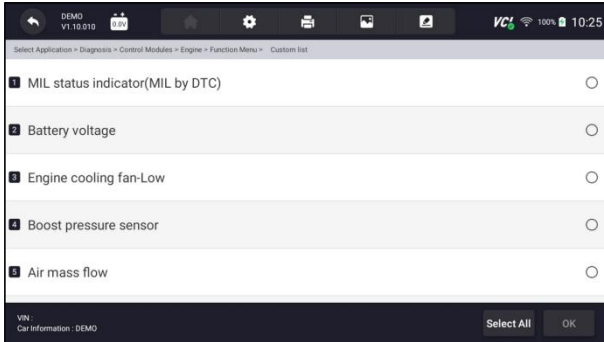 DEMO
V1.10.010
0.0V
VC!
100%
10:25
Select Application > Diagnosis > Control Modules > Engine > Function Menu > Custom list
1 MIL status indicator(MIL by DTC)
2 Battery voltage
3 Engine cooling fan-Low
4 Boost pressure sensor
5 Air mass flow
VIN :
Car Information : DEMO
Select All
OK